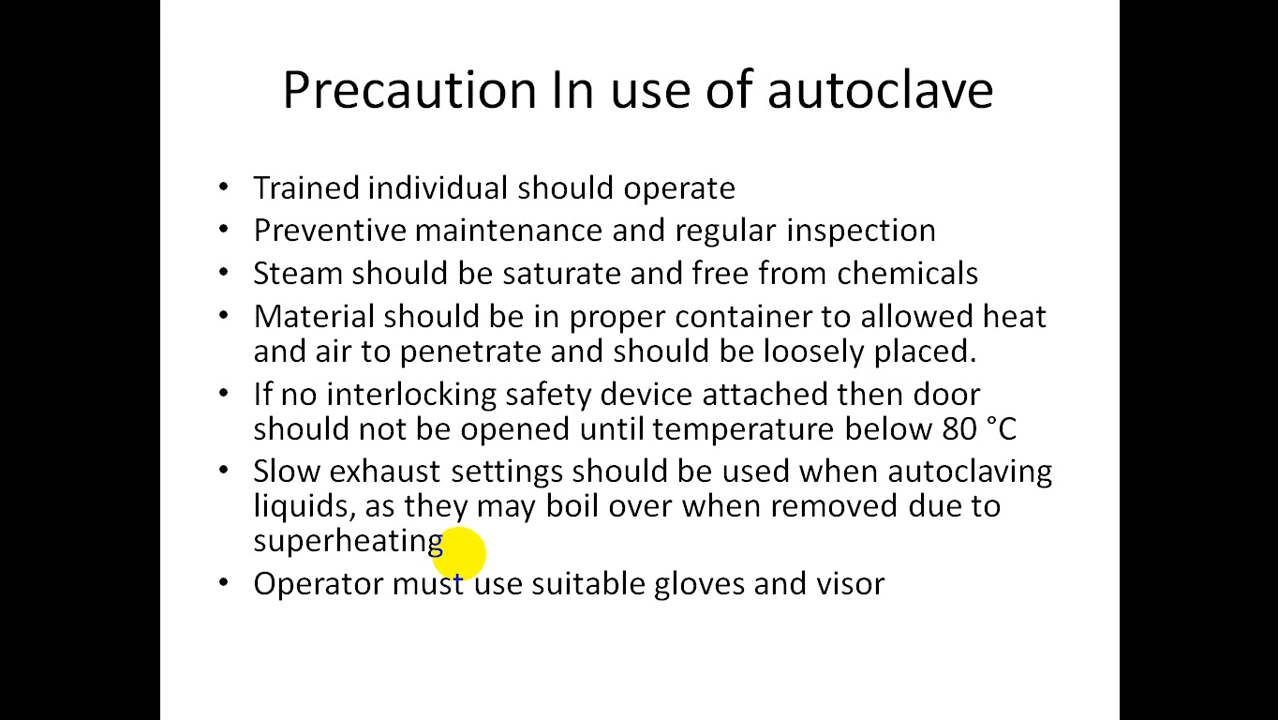 Precaution In use of autoclave
• Trained individual should operate
• Preventive maintenance and regular inspection
• Steam should be saturate and free from chemicals
• Material should be in proper container to allowed heat
and air to penetrate and should be loosely placed.
• If no interlocking safety device attached then door
should not be opened until temperature below 80 °C
• Slow exhaust settings should be used when autoclaving
liquids, as they may boil over when removed due to
superheating
• Operator must use suitable gloves and visor